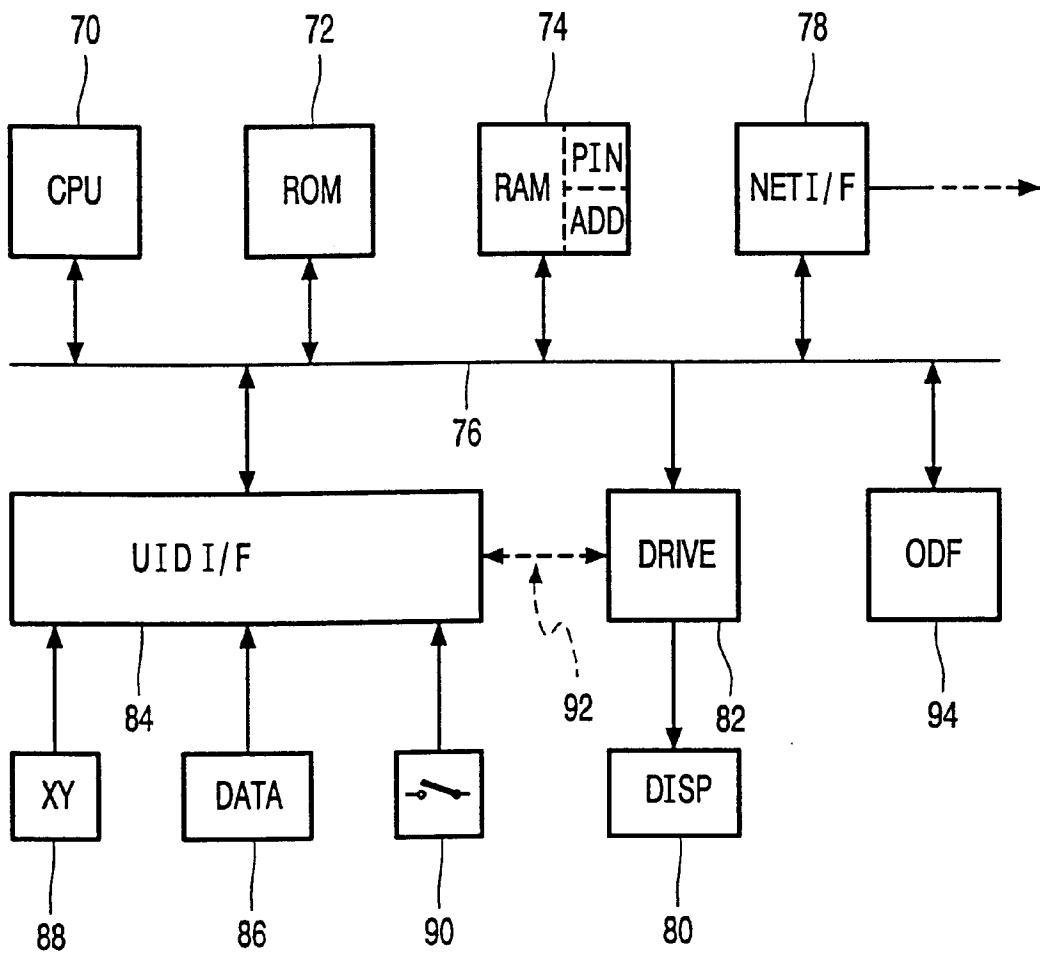 70 72 74 78
CPU ROM RAM PIN NETI/F
ADD
76
UID I/F DRIVE ODF
84 92 82 94
XY DATA DISP
88 86 90 80